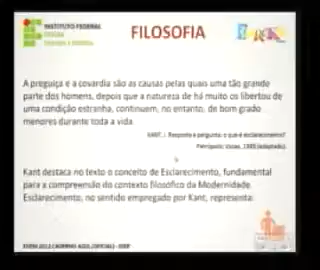 INSTITUTO FEDERAL
FILOSOFIA
A preguiça e a covardia são as causas pelas quais uma tão grande
parte dos homens, depois que a natureza de há muito os libertou de
uma condição estranha, continuem, no entanto, de bom grado
menores durante toda a vida.
KANT, I. Resposta à pergunta: o que é esclarecimento?
Petrópolis: Vozes, 1985 (adaptado).
Kant destaca no texto o conceito de Esclarecimento, fundamental
para a compreensão do contexto filosófico da Modernidade.
Esclarecimento, no sentido empregado por Kant, representa:
ENEM 2012 CADERNO AZUL (OFICIAL) - INEP